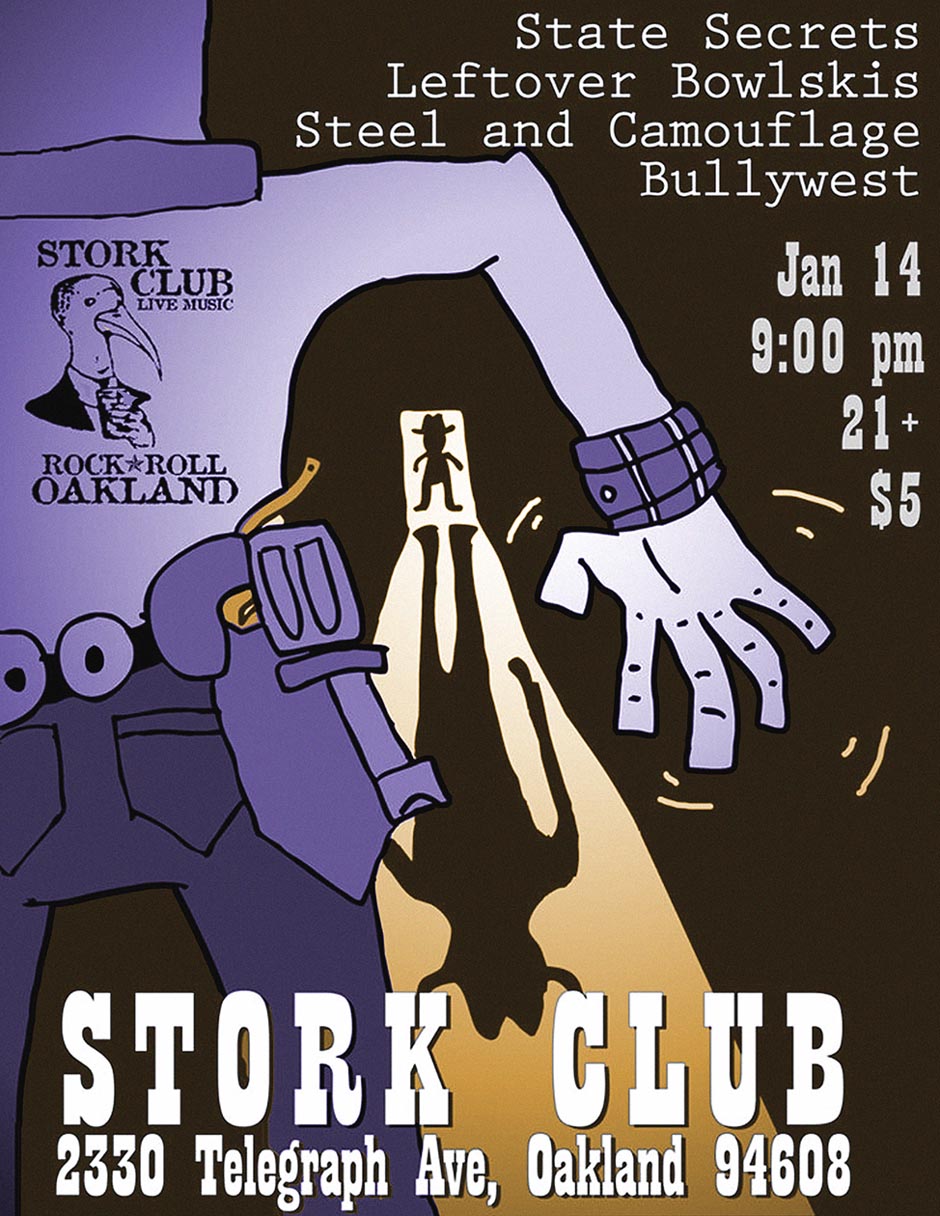 State Secrets
Leftover Bowlskis
Steel and Camouflage
Bullywest
Jan 14
9:00 pm
21+
$5
STORK
CLUB
LIVE MUSIC
ROCK★ROLL
OAKLAND
STORK CLUB
2330 Telegraph Ave, Oakland 94608